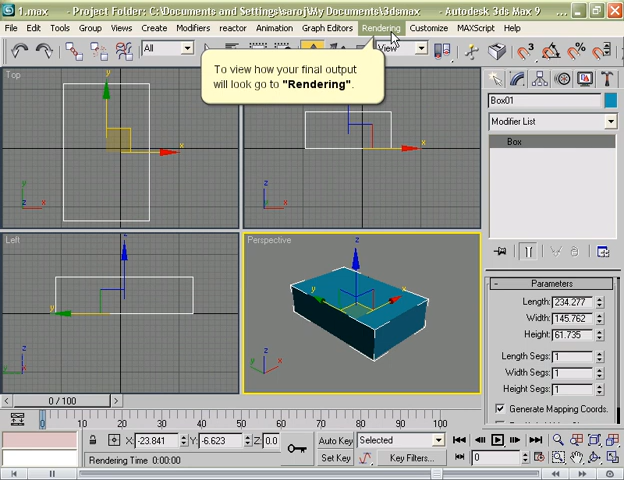 1.max - Project Folder: C:\Documents and Settings\saroj\My Documents\3dsmax - Autodesk 3ds Max 9
File Edit Tools Group Views Create Modifiers reactor Animation Graph Editors Rendering Customize MAXScript Help
All
View
To view how your final output
will look go to "Rendering".
Top
y
x
z
x
y
x
z
x
Box01
Modifier List
Box
Left
z
y
z
y
Perspective
z
y
x
z
x
Parameters
Length: 234.277
Width: 145.762
Height: 61.735
Length Segs: 1
Width Segs: 1
Height Segs: 1
Generate Mapping Coords.
0 / 100
0 10 20 30 40 50 60 70 80 90 100
X: -23.841 Y: -6.623 Z: 0.0
Auto Key Selected
Set Key Key Filters...
0
Rendering Time 0:00:00